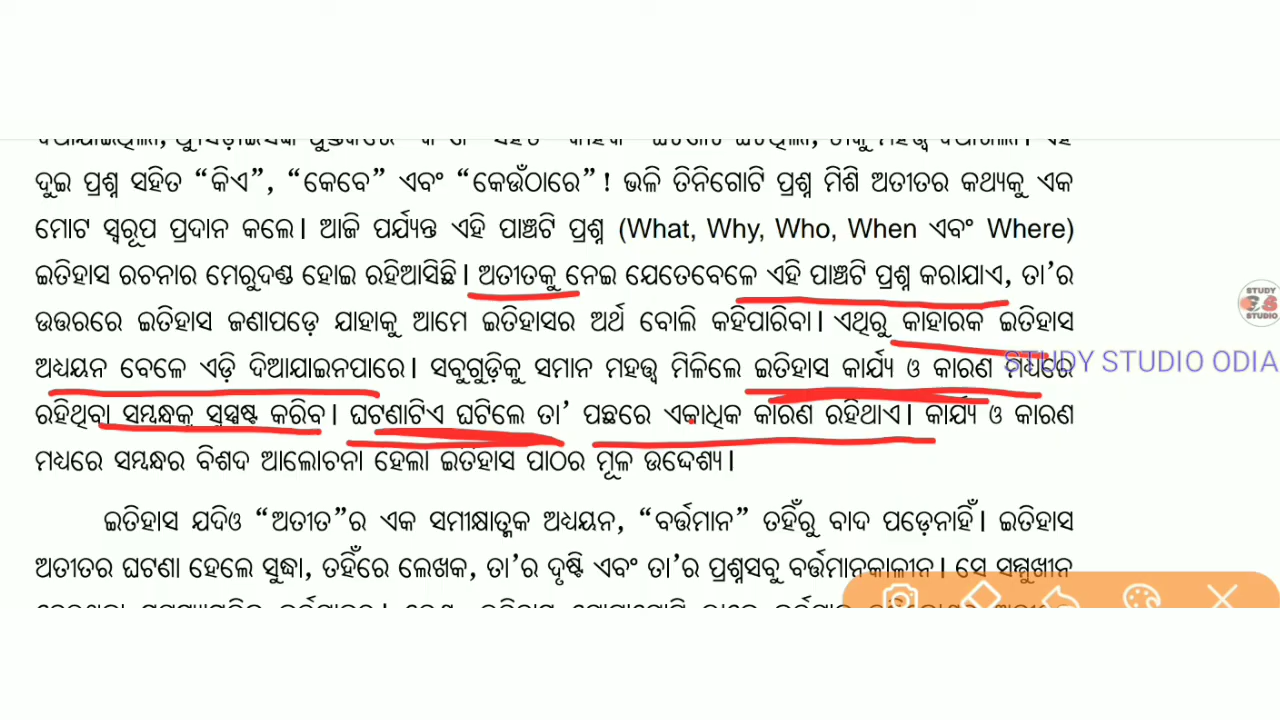 ଦୁଇ ପ୍ରଶ୍ନ ସହିତ “କିଏ”, “କେବେ” ଏବଂ “କେଉଁଠାରେ”! ଭଳି ତିନିଗୋଟି ପ୍ରଶ୍ନ ମିଶି ଅତୀତର କଥ୍ୟକୁ ଏକ
ମୋଟ ସ୍ୱରୂପ ପ୍ରଦାନ କଲେ। ଆଜି ପର୍ଯ୍ୟନ୍ତ ଏହି ପାଞ୍ଚଟି ପ୍ରଶ୍ନ (What, Why, Who, When ଏବଂ Where)
ଇତିହାସ ରଚନାର ମେରୁଦଣ୍ଡ ହୋଇ ରହିଆସିଛି। ଅତୀତକୁ ନେଇ ଯେତେବେଳେ ଏହି ପାଞ୍ଚଟି ପ୍ରଶ୍ନ କରାଯାଏ, ତା’ର
STUDY STUDIO
ଉତ୍ତରରେ ଇତିହାସ ଜଣାପଡ଼େ ଯାହାକୁ ଆମେ ଇତିହାସର ଅର୍ଥ ବୋଲି କହିପାରିବା। ଏଥିରୁ କାହାରକ ଇତିହାସ
ଅଧ୍ୟୟନ ବେଳେ ଏଡ଼ି ଦିଆଯାଇନପାରେ। ସବୁଗୁଡ଼ିକୁ ସମାନ ମହତ୍ତ୍ୱ ମିଳିଲେ ଇତିହାସ କାର୍ଯ୍ୟ ଓ କାରଣ ମଧ୍ୟରେ
STUDY STUDIO ODIA
ରହିଥିବା ସମ୍ବନ୍ଧକୁ ସୁସ୍ପଷ୍ଟ କରିବ। ଘଟଣାଟିଏ ଘଟିଲେ ତା’ ପଛରେ ଏକାଧିକ କାରଣ ରହିଥାଏ। କାର୍ଯ୍ୟ ଓ କାରଣ
ମଧ୍ୟରେ ସମ୍ବନ୍ଧର ବିଶଦ ଆଲୋଚନା ହେଲା ଇତିହାସ ପାଠର ମୂଳ ଉଦ୍ଦେଶ୍ୟ।
ଇତିହାସ ଯଦିଓ “ଅତୀତ”ର ଏକ ସମୀକ୍ଷାତ୍ମକ ଅଧ୍ୟୟନ, “ବର୍ତ୍ତମାନ” ତହିଁରୁ ବାଦ ପଡ଼େନାହିଁ। ଇତିହାସ
ଅତୀତର ଘଟଣା ହେଲେ ସୁଦ୍ଧା, ତହିଁରେ ଲେଖକ, ତା’ର ଦୃଷ୍ଟି ଏବଂ ତା’ର ପ୍ରଶ୍ନସବୁ ବର୍ତ୍ତମାନକାଳୀନ। ସେ ସମ୍ମୁଖୀନ